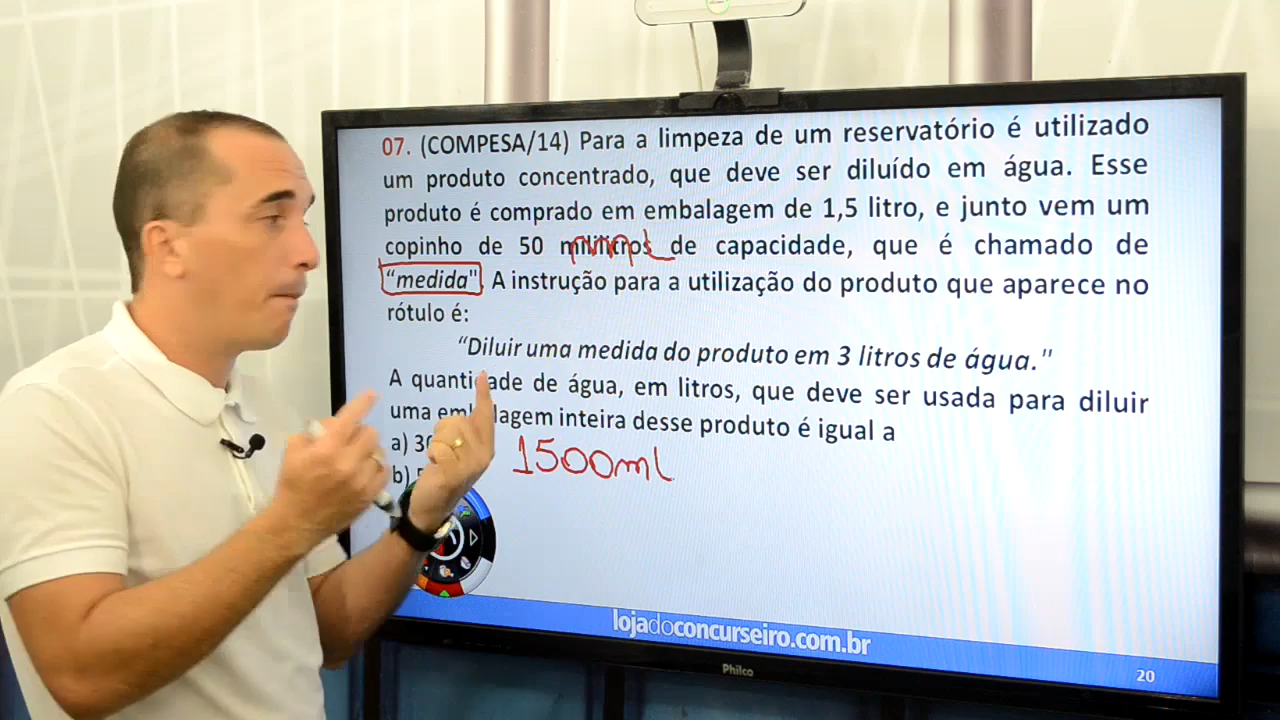 07. (COMPESA/14) Para a limpeza de um reservatório é utilizado
um produto concentrado, que deve ser diluído em água. Esse
produto é comprado em embalagem de 1,5 litro, e junto vem um
copinho de 50 de capacidade, que é chamado de
"medida". A instrução para a utilização do produto que aparece no
rótulo é:
"Diluir uma medida do produto em 3 litros de água."
A quantidade de água, em litros, que deve ser usada para diluir
uma embalagem inteira desse produto é igual a
a)
1500ml
b)
lojadoconcurseiro.com.br
Philco
20